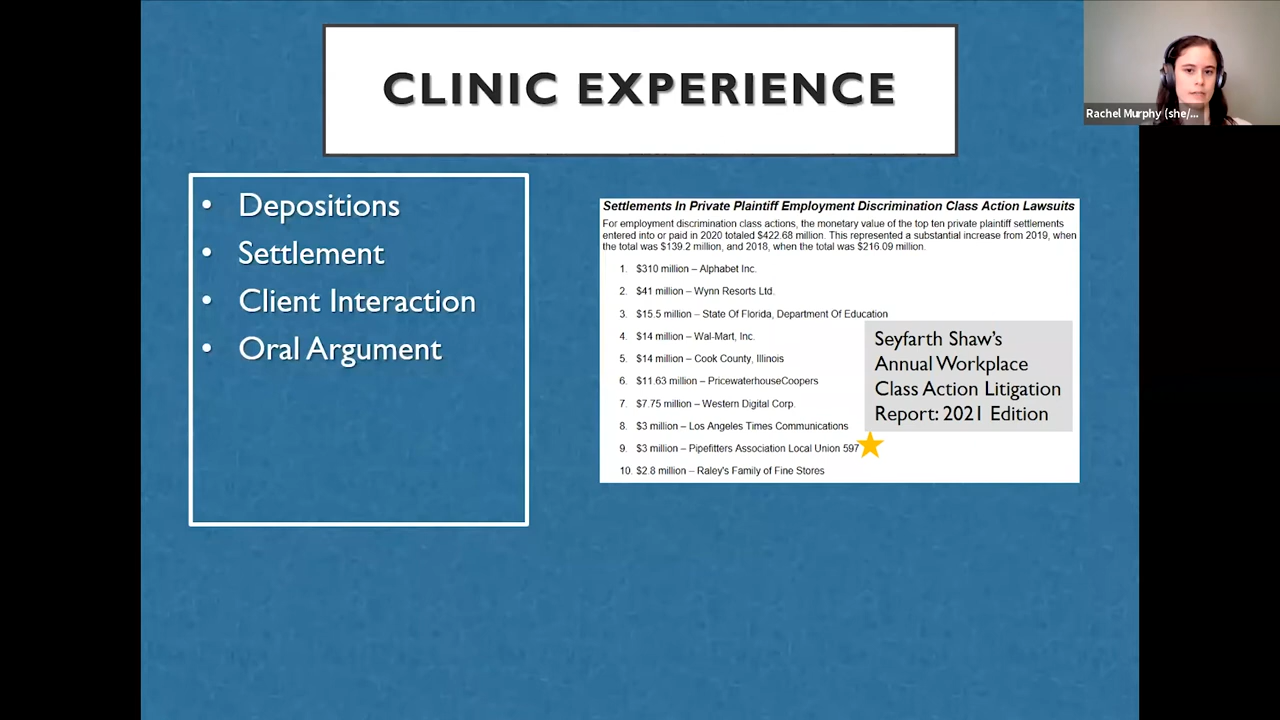 CLINIC EXPERIENCE
Rachel Murphy (she/...
• Depositions
• Settlement
• Client Interaction
• Oral Argument
Settlements In Private Plaintiff Employment Discrimination Class Action Lawsuits
For employment discrimination class actions, the monetary value of the top ten private plaintiff settlements
entered into or paid in 2020 totaled $422.68 million. This represented a substantial increase from 2019, when
the total was $139.2 million, and 2018, when the total was $216.09 million.
1. $310 million – Alphabet Inc.
2. $41 million – Wynn Resorts Ltd.
3. $15.5 million – State Of Florida, Department Of Education
4. $14 million – Wal-Mart, Inc.
5. $14 million – Cook County, Illinois
6. $11.63 million – PricewaterhouseCoopers
7. $7.75 million – Western Digital Corp.
8. $3 million – Los Angeles Times Communications
9. $3 million – Pipefitters Association Local Union 597
10. $2.8 million – Raley's Family of Fine Stores
Seyfarth Shaw's
Annual Workplace
Class Action Litigation
Report: 2021 Edition